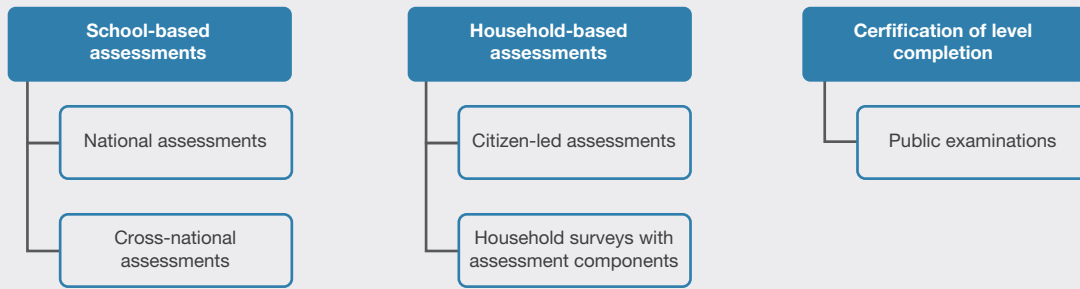 School-based
assessments
National assessments
Cross-national
assessments
Household-based
assessments
Citizen-led assessments
Household surveys with
assessment components
Cerfification of level
completion
Public examinations